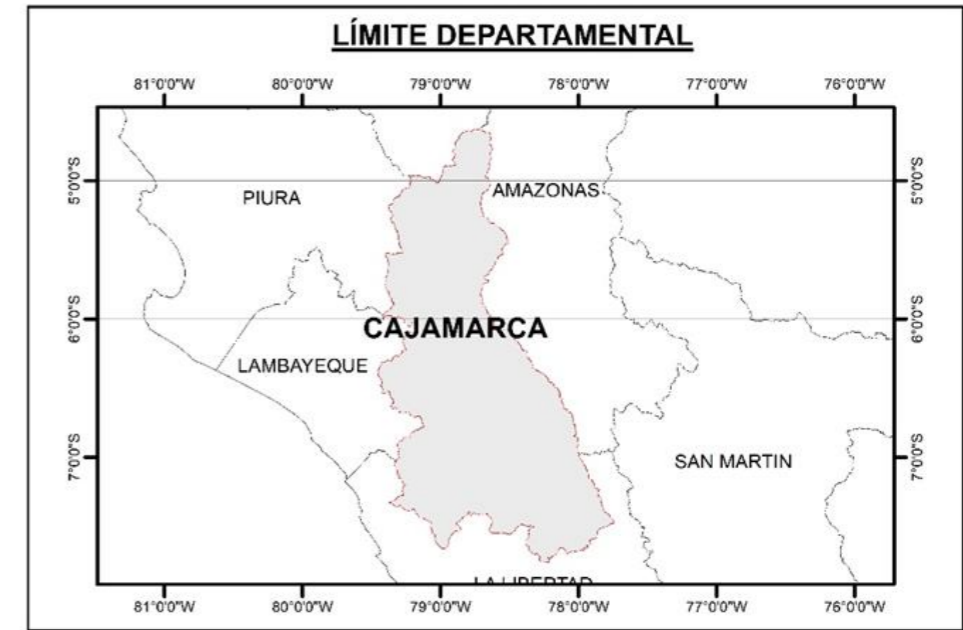 LÍMITE DEPARTAMENTAL
81°0'0"W 80°0'0"W 79°0'0"W 78°0'0"W 77°0'0"W 76°0'0"W
5°0'0"S 5°0'0"S
PIURA AMAZONAS
6°0'0"S 6°0'0"S
CAJAMARCA
LAMBAYEQUE
7°0'0"S 7°0'0"S
SAN MARTIN
LA LIBERTAD
81°0'0"W 80°0'0"W 79°0'0"W 78°0'0"W 77°0'0"W 76°0'0"W